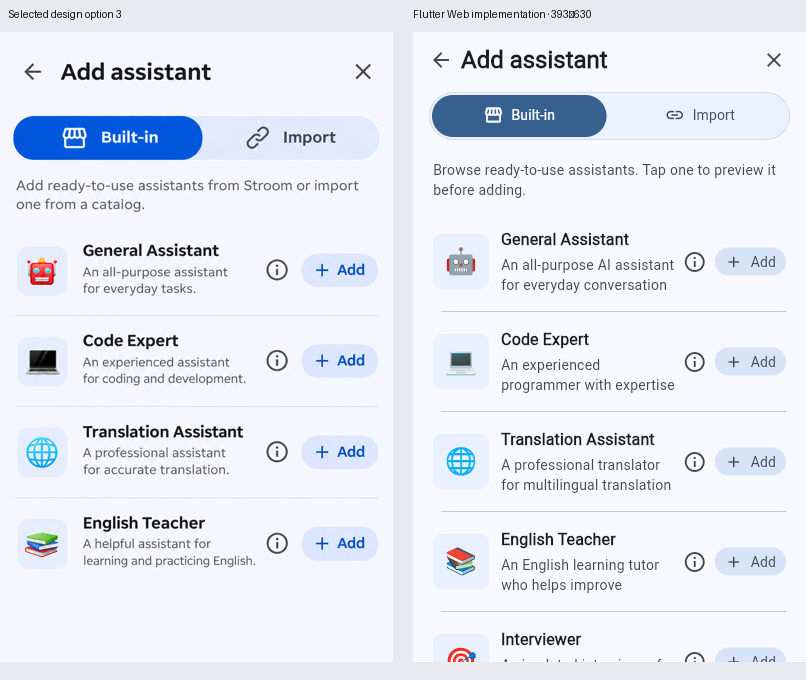 Selected design option 3
Add assistant
Built-in
Import
Add ready-to-use assistants from Stroom or import
one from a catalog.
General Assistant
An all-purpose assistant
for everyday tasks.
+ Add
Code Expert
An experienced assistant
for coding and development.
+ Add
Translation Assistant
A professional assistant
for accurate translation.
+ Add
English Teacher
A helpful assistant for
learning and practicing English.
+ Add
Flutter Web implementation · 393▯630
Add assistant
Built-in
Import
Browse ready-to-use assistants. Tap one to preview it
before adding.
General Assistant
An all-purpose AI assistant
for everyday conversation
+ Add
Code Expert
An experienced
programmer with expertise
+ Add
Translation Assistant
A professional translator
for multilingual translation
+ Add
English Teacher
An English learning tutor
who helps improve
+ Add
Interviewer
+ Add